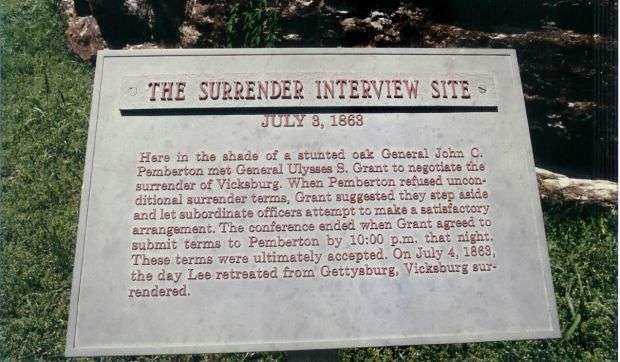 THE SURRENDER INTERVIEW SITE
JULY 3, 1863
Here in the shade of a stunted oak General John C.
Pemberton met General Ulysses S. Grant to negotiate the
surrender of Vicksburg. When Pemberton refused uncon-
ditional surrender terms, Grant suggested they step aside
and let subordinate officers attempt to make a satisfactory
arrangement. The conference ended when Grant agreed to
submit terms to Pemberton by 10:00 p.m. that night.
These terms were ultimately accepted. On July 4, 1863,
the day Lee retreated from Gettysburg, Vicksburg sur-
rendered.